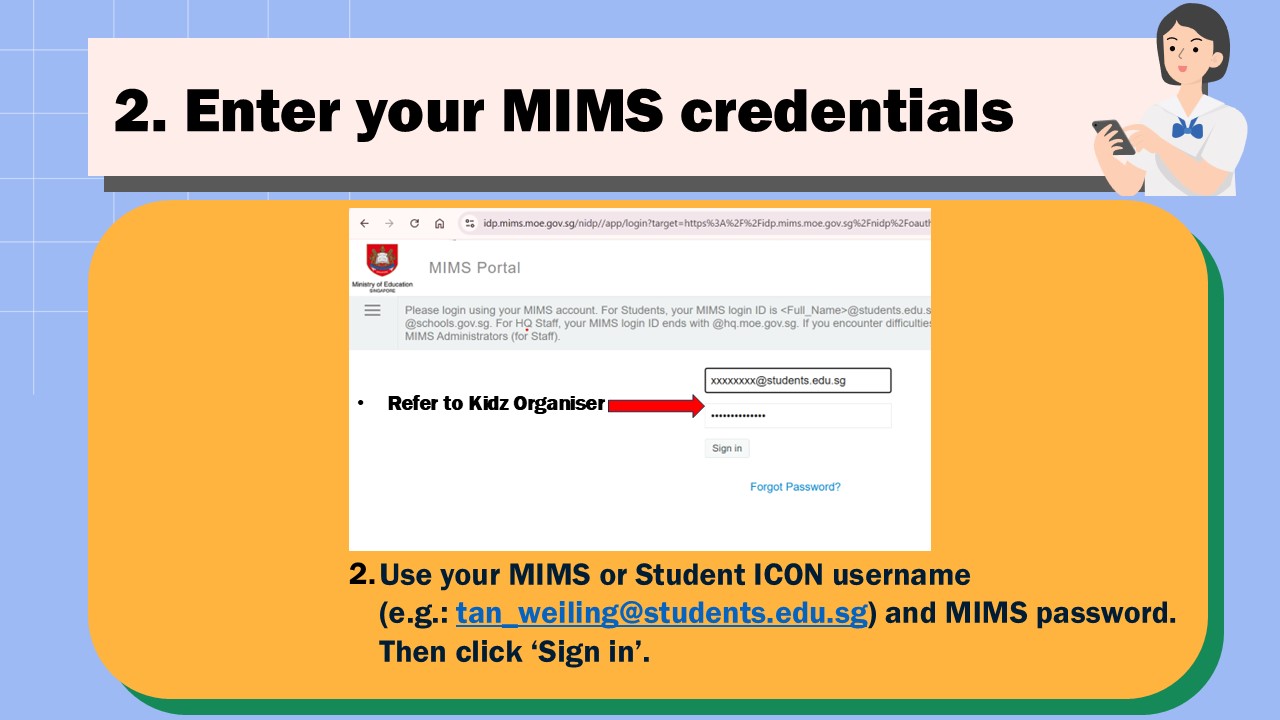 2. Enter your MIMS credentials
idp.mims.moe.gov.sg/nidp//app/login?target=https%3A%2F%2Fidp.mims.moe.gov.sg%2Fnidp%2Foauth
Ministry of Education
SINGAPORE
MIMS Portal
Please login using your MIMS account. For Students, your MIMS login ID is <Full_Name>@students.edu.s
@schools.gov.sg. For HQ Staff, your MIMS login ID ends with @hq.moe.gov.sg. If you encounter difficulties
MIMS Administrators (for Staff).
xxxxxxxx@students.edu.sg
• Refer to Kidz Organiser
••••••••••••••
Sign in
Forgot Password?
2. Use your MIMS or Student ICON username
(e.g.: tan_weiling@students.edu.sg) and MIMS password.
Then click ‘Sign in’.